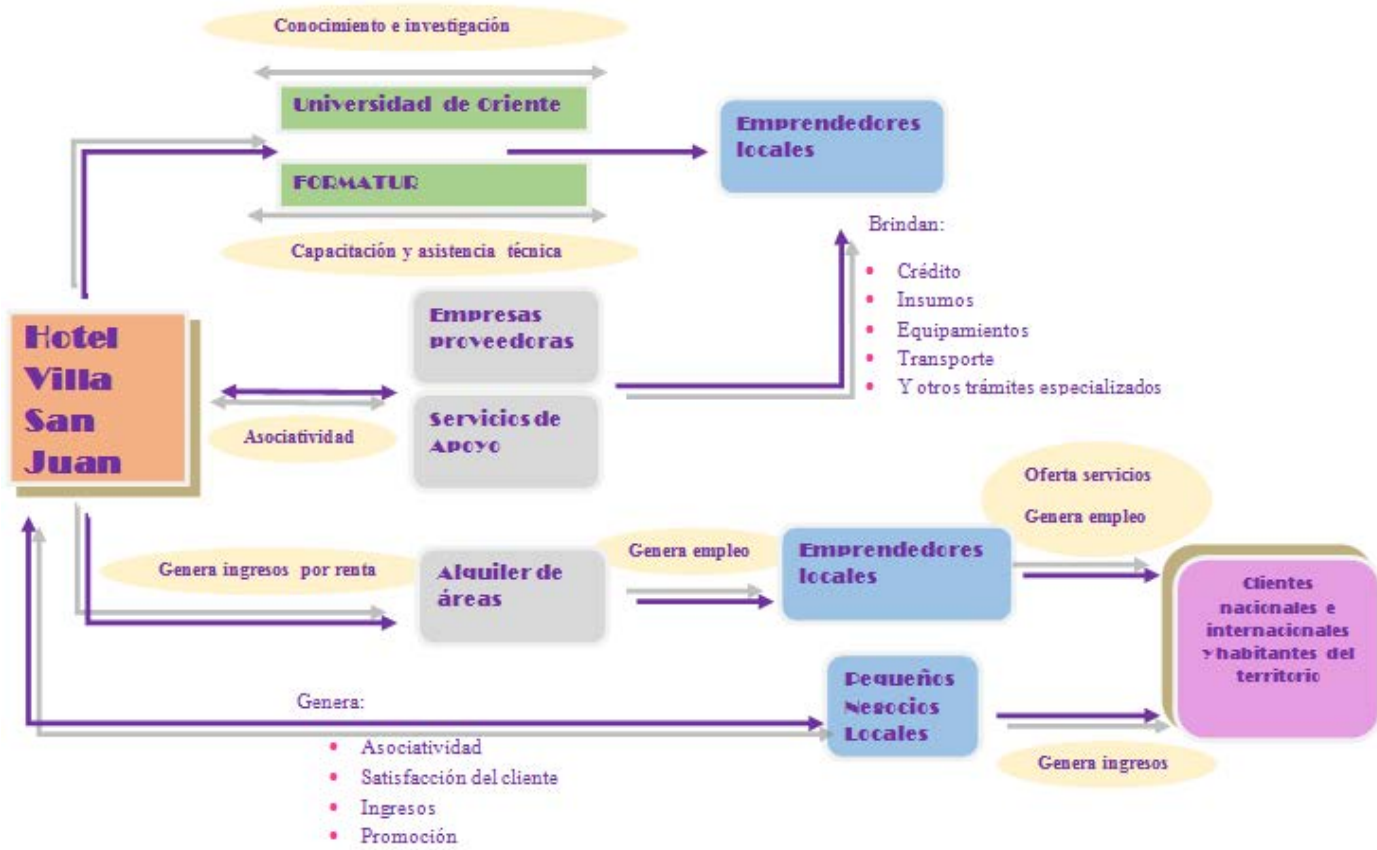 Conocimiento e investigación
Universidad de Oriente
FORMATUR
Capacitación y asistencia técnica
Emprendedores
locales
Brindan:
Crédito
Insumos
Equipamientos
Transporte
Y otros trámites especializados
Hotel
Villa
San
Juan
Empresas
proveedoras
Servicios de
Apoyo
Asociatividad
Genera ingresos por renta
Alquiler de
áreas
Genera empleo
Emprendedores
locales
Oferta servicios
Genera empleo
Clientes
nacionales e
internacionales
y habitantes del
territorio
Pequeños
Negocios
Locales
Genera ingresos
Genera:
Asociatividad
Satisfacción del cliente
Ingresos
Promoción